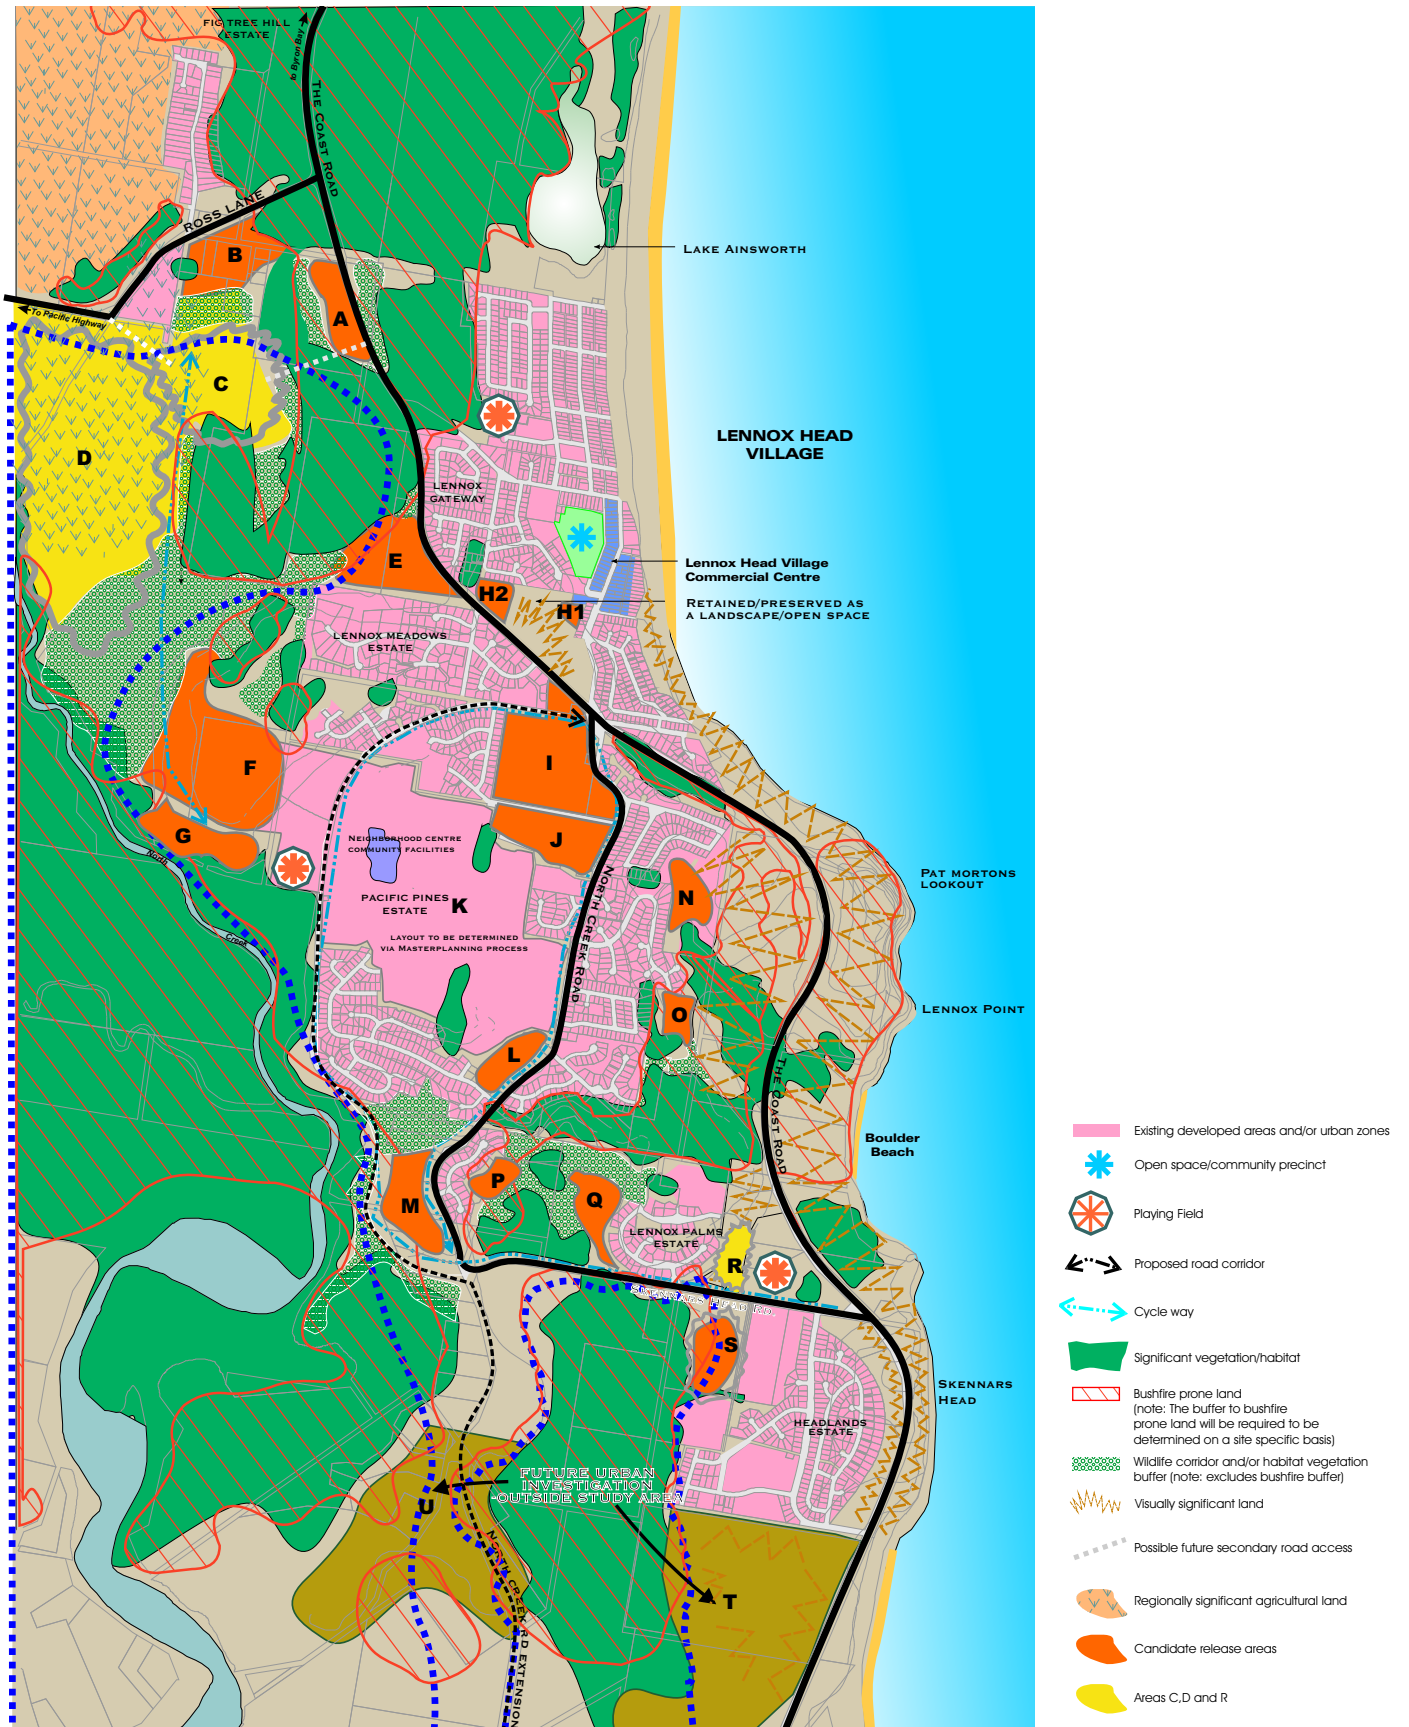 FIG TREE HILL
ESTATE
to Byron Bay
THE COAST ROAD
ROSS LANE
B
LAKE AINSWORTH
To Pacific Highway
A
C
LENNOX HEAD
VILLAGE
D
LENNOX
GATEWAY
E
Lennox Head Village
Commercial Centre
H2
H1
RETAINED/PRESERVED AS
A LANDSCAPE/OPEN SPACE
LENNOX MEADOWS
ESTATE
F
I
G
J
NEIGHBORHOOD CENTRE
COMMUNITY FACILITIES
North
Creek
PACIFIC PINES
ESTATE
K
LAYOUT TO BE DETERMINED
VIA MASTERPLANNING PROCESS
NORTH CREEK ROAD
N
PAT MORTONS
LOOKOUT
O
LENNOX POINT
L
THE COAST ROAD
Boulder
Beach
M
P
Q
LENNOX PALMS
ESTATE
R
SKENNARS HEAD RD.
S
SKENNARS
HEAD
HEADLANDS
ESTATE
FUTURE URBAN
INVESTIGATION
-OUTSIDE STUDY AREA
U
T
NORTH CREEK RD EXTENSION
Existing developed areas and/or urban zones
Open space/community precinct
Playing Field
Proposed road corridor
Cycle way
Significant vegetation/habitat
Bushfire prone land
(note: The buffer to bushfire
prone land will be required to be
determined on a site specific basis)
Wildlife corridor and/or habitat vegetation
buffer (note: excludes bushfire buffer)
Visually significant land
Possible future secondary road access
Regionally significant agricultural land
Candidate release areas
Areas C,D and R